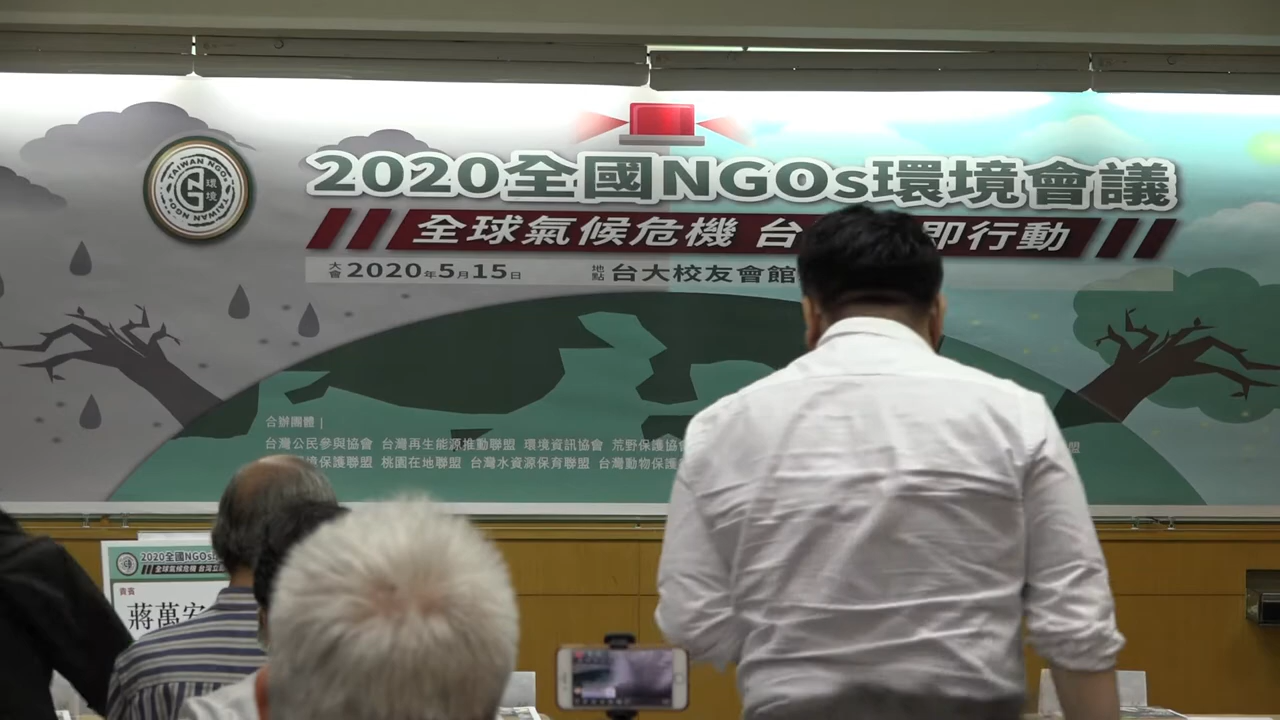 2020全國NGOs環境會議
TAIWAN NGOs
環境
TAIWAN NGOs
全球氣候危機 台 即行動
大會 2020年5月15日 地點 台大校友會館
合辦團體 |
台灣公民參與協會 台灣再生能源推動聯盟 環境資訊協會 荒野保護協會
境保護聯盟 桃園在地聯盟 台灣水資源保育聯盟 台灣動物保護
盟
2020全國NGOs
全球氣候危機 台灣立
貴賓
蔣萬安